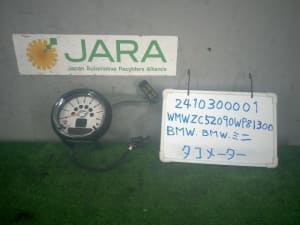 JARA
Japan Automotive Recyclers Alliance
2410300001
WMWZC52090WP81300
BMW. BMW.ミニ
タコメーター